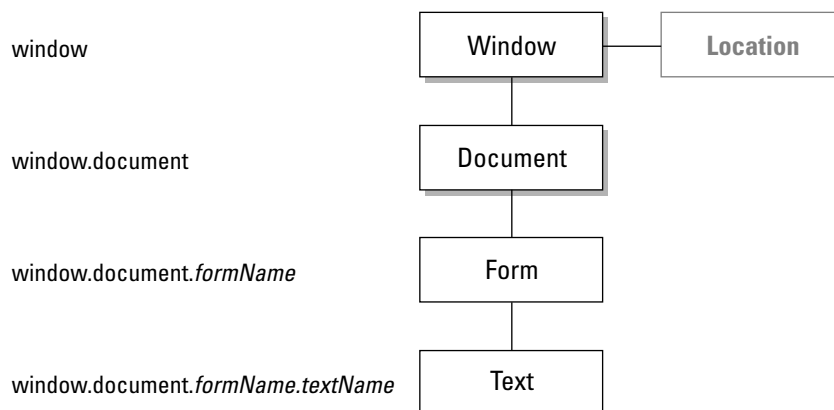 window
Window
Location
window.document
Document
window.document.formName
Form
window.document.formName.textName
Text